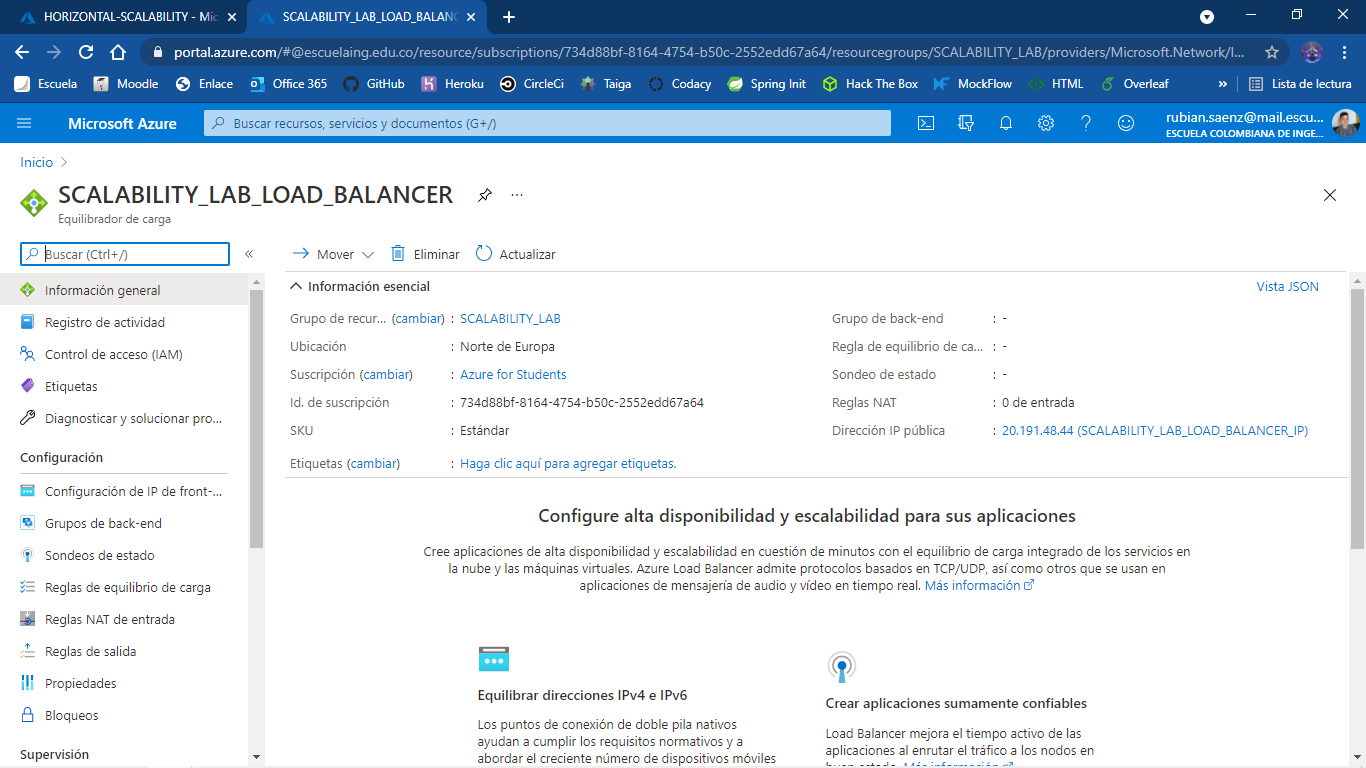 HORIZONTAL-SCALABILITY - Mic
SCALABILITY_LAB_LOAD_BALANC
portal.azure.com/#@escuelaing.edu.co/resource/subscriptions/734d88bf-8164-4754-b50c-2552edd67a64/resourcegroups/SCALABILITY_LAB/providers/Microsoft.Network/l...
Escuela Moodle Enlace Office 365 GitHub Heroku CircleCi Taiga Codacy Spring Init Hack The Box MockFlow HTML Overleaf » Lista de lectura
Microsoft Azure
Buscar recursos, servicios y documentos (G+/)
rubian.saenz@mail.escu...
ESCUELA COLOMBIANA DE INGE...
Inicio >
SCALABILITY_LAB_LOAD_BALANCER ...
Equilibrador de carga
Buscar (Ctrl+/)
«
Mover
Eliminar
Actualizar
Información general
Registro de actividad
Control de acceso (IAM)
Etiquetas
Diagnosticar y solucionar pro...
Configuración
Configuración de IP de front-...
Grupos de back-end
Sondeos de estado
Reglas de equilibrio de carga
Reglas NAT de entrada
Reglas de salida
Propiedades
Bloqueos
Supervisión
Información esencial
Vista JSON
Grupo de recur... (cambiar) : SCALABILITY_LAB
Ubicación : Norte de Europa
Suscripción (cambiar) : Azure for Students
Id. de suscripción : 734d88bf-8164-4754-b50c-2552edd67a64
SKU : Estándar
Etiquetas (cambiar) : Haga clic aquí para agregar etiquetas.
Grupo de back-end : -
Regla de equilibrio de ca... : -
Sondeo de estado : -
Reglas NAT : 0 de entrada
Dirección IP pública : 20.191.48.44 (SCALABILITY_LAB_LOAD_BALANCER_IP)
Configure alta disponibilidad y escalabilidad para sus aplicaciones
Cree aplicaciones de alta disponibilidad y escalabilidad en cuestión de minutos con el equilibrio de carga integrado de los servicios en
la nube y las máquinas virtuales. Azure Load Balancer admite protocolos basados en TCP/UDP, así como otros que se usan en
aplicaciones de mensajería de audio y vídeo en tiempo real. Más información
Equilibrar direcciones IPv4 e IPv6
Los puntos de conexión de doble pila nativos
ayudan a cumplir los requisitos normativos y a
abordar el creciente número de dispositivos móviles
Crear aplicaciones sumamente confiables
Load Balancer mejora el tiempo activo de las
aplicaciones al enrutar el tráfico a los nodos en
buen estado. Más información